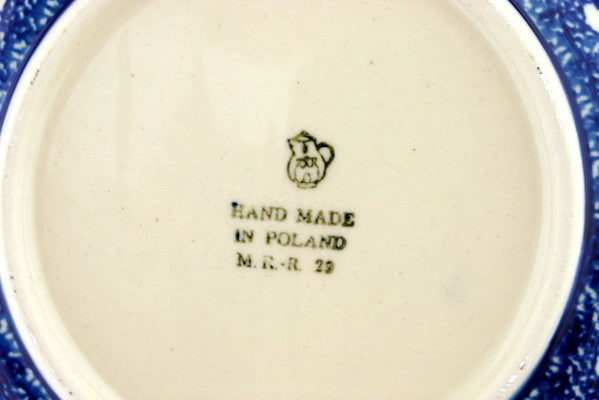 HAND MADE
IN POLAND
M.R.-R. 29